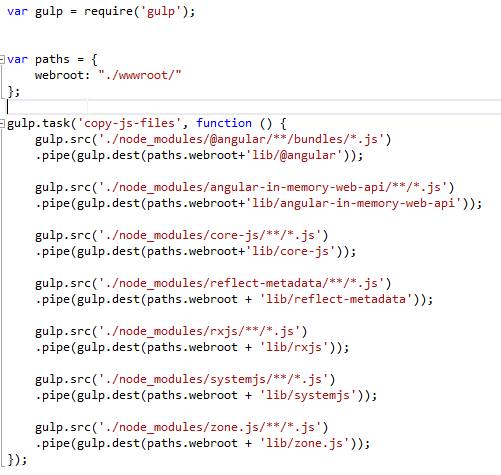 var gulp = require('gulp');
var paths = {
webroot: "./wwwroot/"
};
gulp.task('copy-js-files', function () {
gulp.src('./node_modules/@angular/**/bundles/*.js')
.pipe(gulp.dest(paths.webroot+'lib/@angular'));
gulp.src('./node_modules/angular-in-memory-web-api/**/*.js')
.pipe(gulp.dest(paths.webroot+'lib/angular-in-memory-web-api'));
gulp.src('./node_modules/core-js/**/*.js')
.pipe(gulp.dest(paths.webroot+'lib/core-js'));
gulp.src('./node_modules/reflect-metadata/**/*.js')
.pipe(gulp.dest(paths.webroot + 'lib/reflect-metadata'));
gulp.src('./node_modules/rxjs/**/*.js')
.pipe(gulp.dest(paths.webroot + 'lib/rxjs'));
gulp.src('./node_modules/systemjs/**/*.js')
.pipe(gulp.dest(paths.webroot + 'lib/systemjs'));
gulp.src('./node_modules/zone.js/**/*.js')
.pipe(gulp.dest(paths.webroot + 'lib/zone.js'));
});